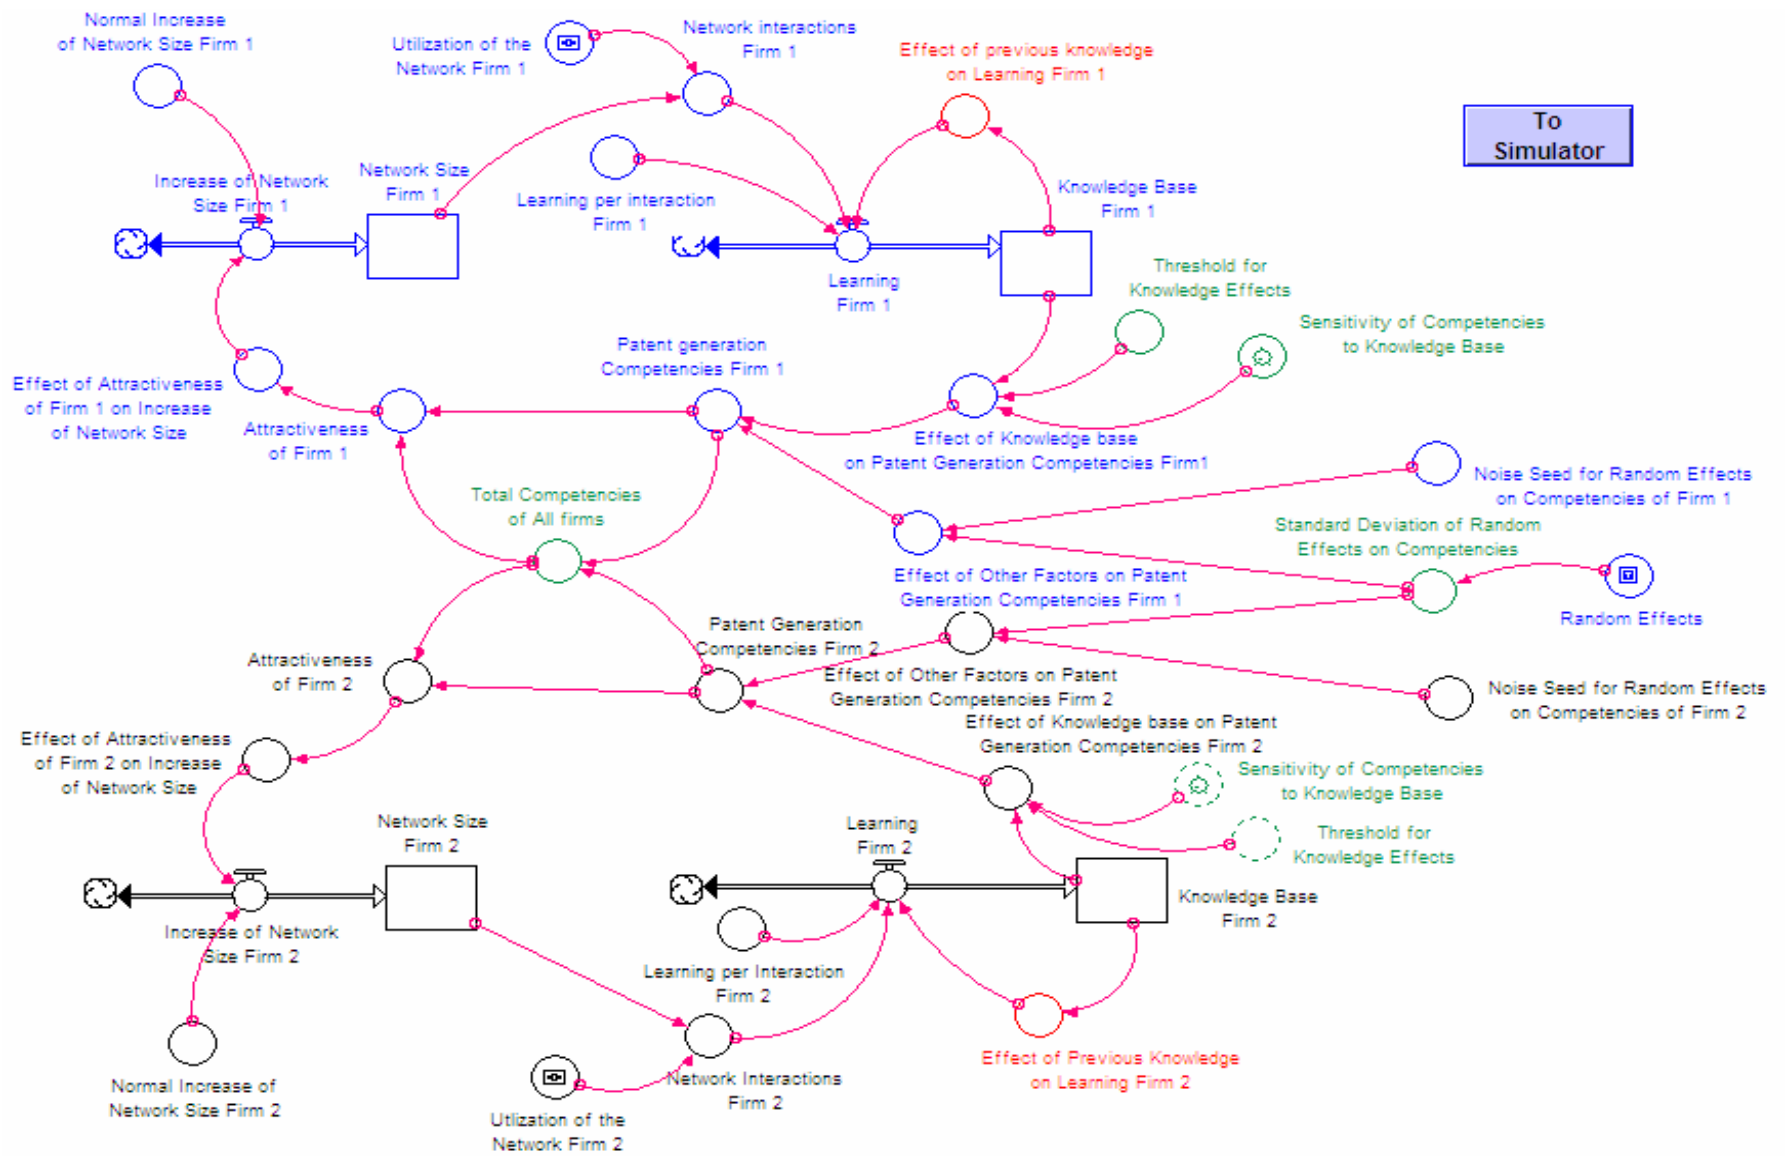 Normal Increase
of Network Size Firm 1
Utilization of the
Network Firm 1
Network interactions
Firm 1
Effect of previous knowledge
on Learning Firm 1
To
Simulator
Increase of Network
Size Firm 1
Network Size
Firm 1
Learning per interaction
Firm 1
Knowledge Base
Firm 1
Learning
Firm 1
Threshold for
Knowledge Effects
Sensitivity of Competencies
to Knowledge Base
Effect of Attractiveness
of Firm 1 on Increase
of Network Size
Attractiveness
of Firm 1
Patent generation
Competencies Firm 1
Effect of Knowledge base
on Patent Generation Competencies Firm1
Noise Seed for Random Effects
on Competencies of Firm 1
Total Competencies
of All firms
Standard Deviation of Random
Effects on Competencies
Effect of Other Factors on Patent
Generation Competencies Firm 1
Random Effects
Patent Generation
Competencies Firm 2
Attractiveness
of Firm 2
Effect of Other Factors on Patent
Generation Competencies Firm 2
Noise Seed for Random Effects
on Competencies of Firm 2
Effect of Knowledge base on Patent
Generation Competencies Firm 2
Effect of Attractiveness
of Firm 2 on Increase
of Network Size
Sensitivity of Competencies
to Knowledge Base
Network Size
Firm 2
Learning
Firm 2
Threshold for
Knowledge Effects
Knowledge Base
Firm 2
Increase of Network
Size Firm 2
Learning per Interaction
Firm 2
Effect of Previous Knowledge
on Learning Firm 2
Normal Increase of
Network Size Firm 2
Network Interactions
Firm 2
Utlization of the
Network Firm 2